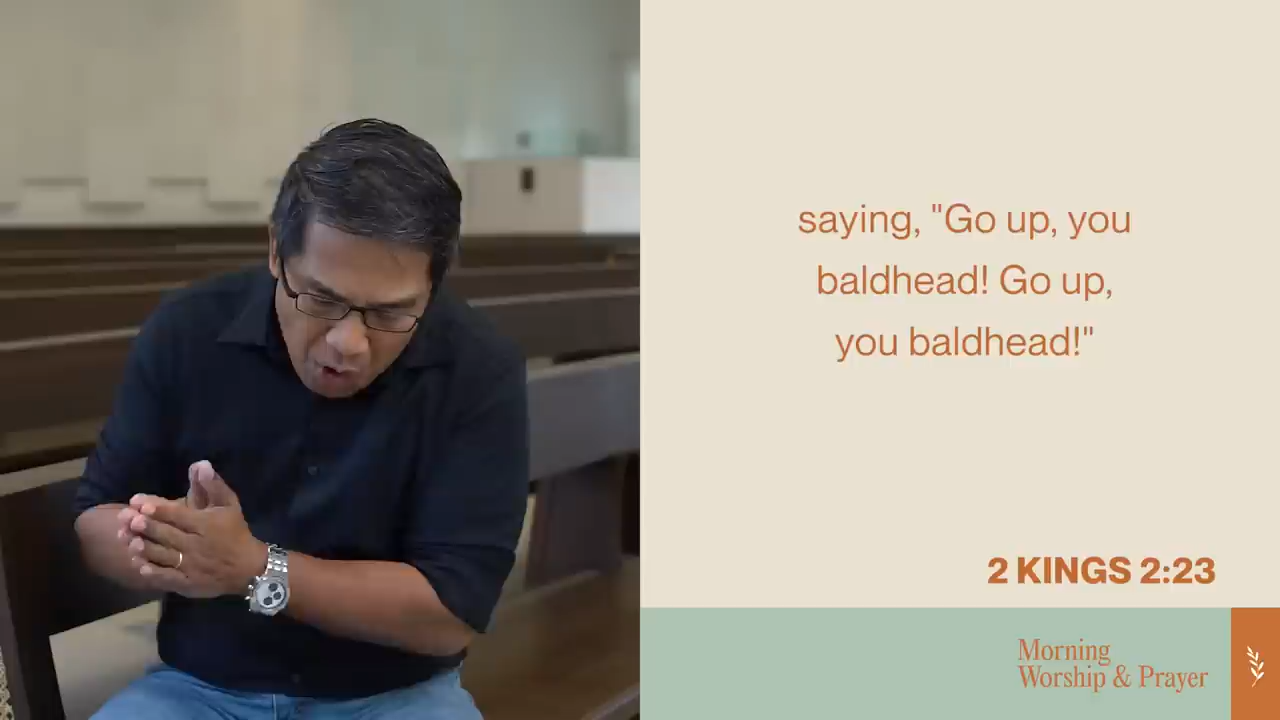 saying, "Go up, you
baldhead! Go up,
you baldhead!"
2 KINGS 2:23
Morning
Worship & Prayer